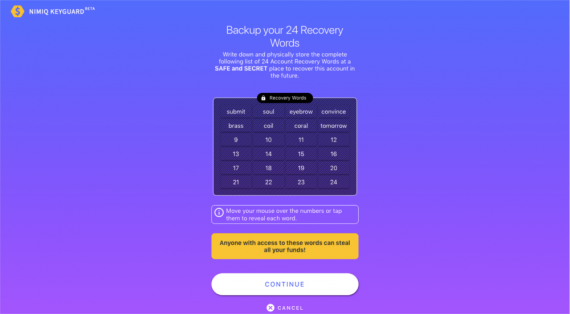 NIMIQ KEYGUARD BETA
Backup your 24 Recovery
Words
Write down and physically store the complete
following list of 24 Account Recovery Words at a
SAFE and SECRET place to recover this account in
the future.
Recovery Words
submit soul eyebrow convince
brass coil coral tomorrow
9 10 11 12
13 14 15 16
17 18 19 20
21 22 23 24
Move your mouse over the numbers or tap
them to reveal each word.
Anyone with access to these words can steal
all your funds!
CONTINUE
CANCEL